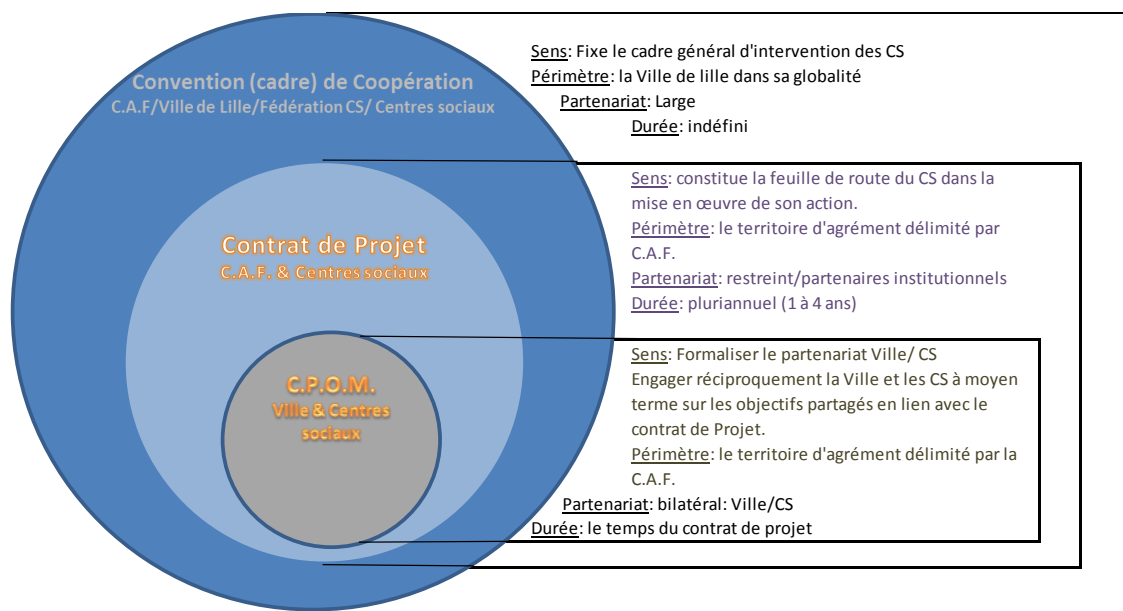 Convention (cadre) de Coopération
C.A.F/Ville de Lille/Fédération CS/ Centres sociaux
Sens: Fixe le cadre général d'intervention des CS
Périmètre: la Ville de lille dans sa globalité
Partenariat: Large
Durée: indéfini
Contrat de Projet
C.A.F. & Centres sociaux
Sens: constitue la feuille de route du CS dans la
mise en œuvre de son action.
Périmètre: le territoire d'agrément délimité par
C.A.F.
Partenariat: restreint/partenaires institutionnels
Durée: pluriannuel (1 à 4 ans)
C.P.O.M.
Ville & Centres
sociaux
Sens: Formaliser le partenariat Ville/ CS
Engager réciproquement la Ville et les CS à moyen
terme sur les objectifs partagés en lien avec le
contrat de Projet.
Périmètre: le territoire d'agrément délimité par la
C.A.F.
Partenariat: bilatéral: Ville/CS
Durée: le temps du contrat de projet